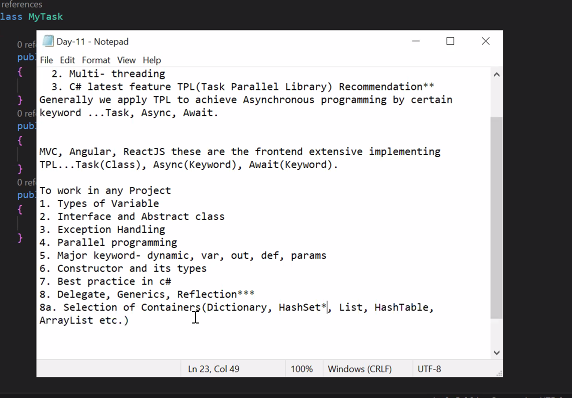 references
lass MyTask
0 ref
pub
{
}
0 ref
pub
{
}
0 ref
pub
{
}
Day-11 - Notepad
File Edit Format View Help
2. Multi- threading
3. C# latest feature TPL(Task Parallel Library) Recommendation**
Generally we apply TPL to achieve Asynchronous programming by certain
keyword ...Task, Async, Await.
MVC, Angular, ReactJS these are the frontend extensive implementing
TPL...Task(Class), Async(Keyword), Await(Keyword).
To work in any Project
1. Types of Variable
2. Interface and Abstract class
3. Exception Handling
4. Parallel programming
5. Major keyword- dynamic, var, out, def, params
6. Constructor and its types
7. Best practice in c#
8. Delegate, Generics, Reflection***
8a. Selection of Containers(Dictionary, HashSet*, List, HashTable,
ArrayList etc.)
Ln 23, Col 49 100% Windows (CRLF) UTF-8